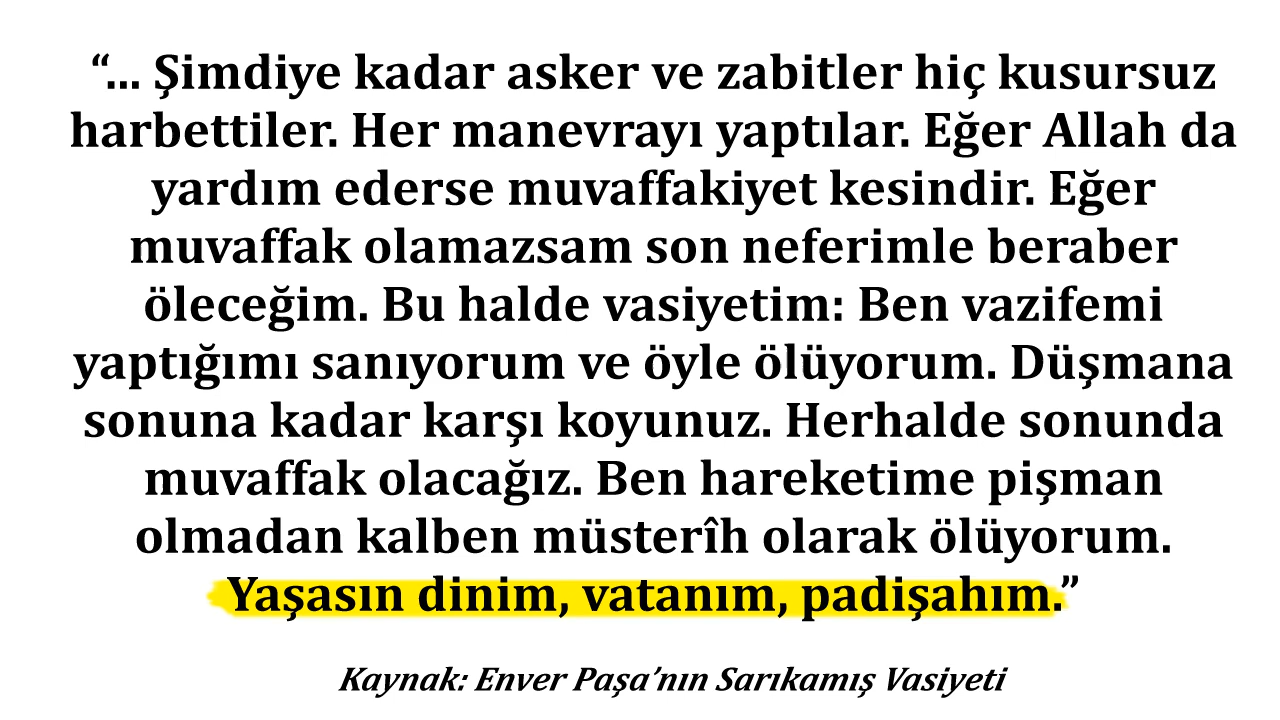 “... Şimdiye kadar asker ve zabitler hiç kusursuz
harbettiler. Her manevrayı yaptılar. Eğer Allah da
yardım ederse muvaffakiyet kesindir. Eğer
muvaffak olamazsam son neferimle beraber
öleceğim. Bu halde vasiyetim: Ben vazifemi
yaptığımı sanıyorum ve öyle ölüyorum. Düşmana
sonuna kadar karşı koyunuz. Herhalde sonunda
muvaffak olacağız. Ben hareketime pişman
olmadan kalben müsterîh olarak ölüyorum.
Yaşasın dinim, vatanım, padişahım.”
Kaynak: Enver Paşa’nın Sarıkamış Vasiyeti